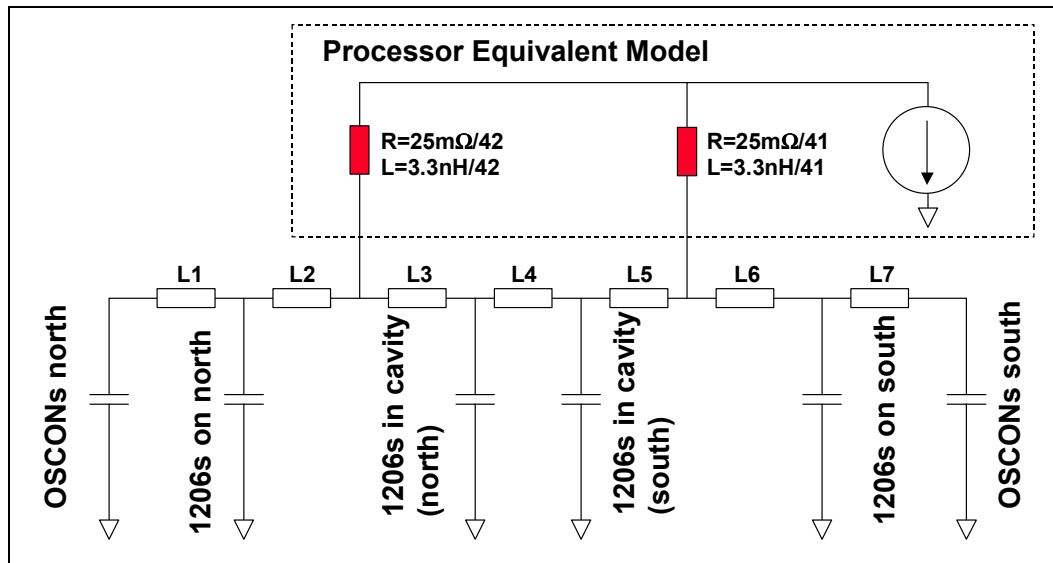 Processor Equivalent Model
R=25mΩ/42
L=3.3nH/42
R=25mΩ/41
L=3.3nH/41
L1
L2
L3
L4
L5
L6
L7
OSCONs north
1206s on north
1206s in cavity
(north)
1206s in cavity
(south)
1206s on south
OSCONs south